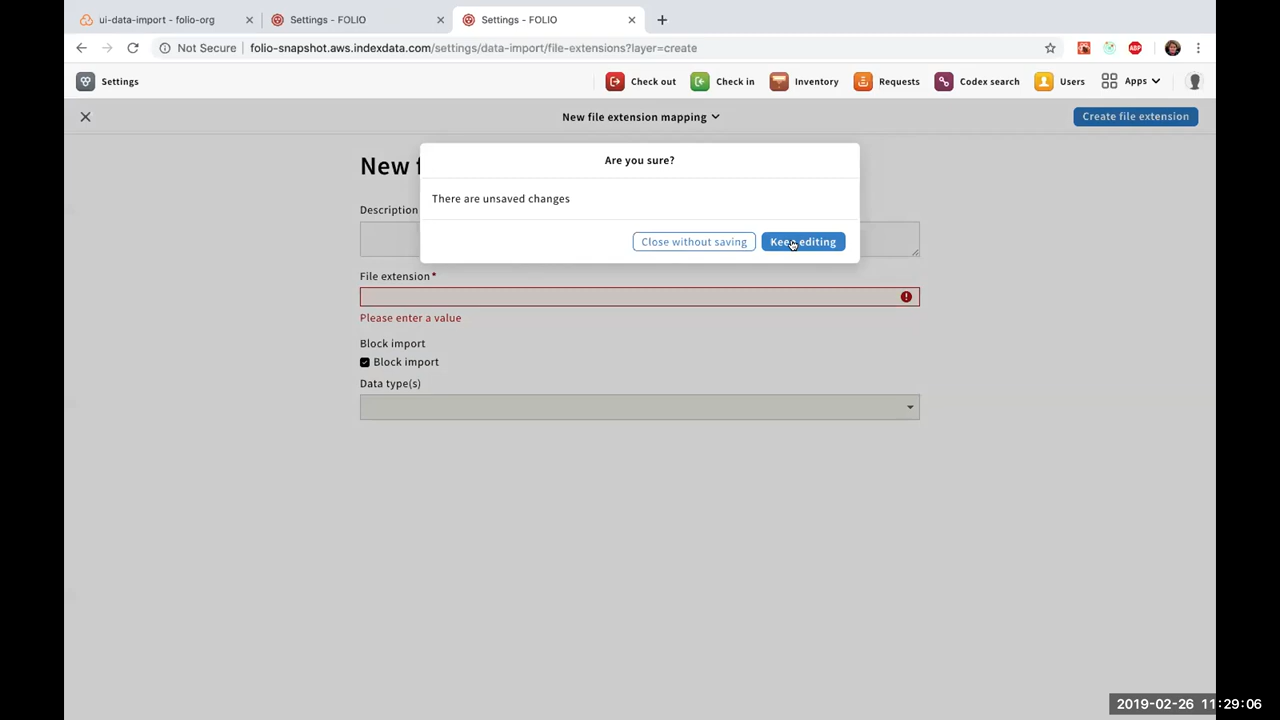 ui-data-import - folio-org
Settings - FOLIO
Settings - FOLIO
Not Secure
folio-snapshot.aws.indexdata.com/settings/data-import/file-extensions?layer=create
ABP
Settings
Check out
Check in
Inventory
Requests
Codex search
Users
Apps
New file extension mapping
Create file extension
New f
Are you sure?
There are unsaved changes
Close without saving
Keep editing
Description
File extension*
Please enter a value
Block import
Block import
Data type(s)
2019-02-26 11:29:06